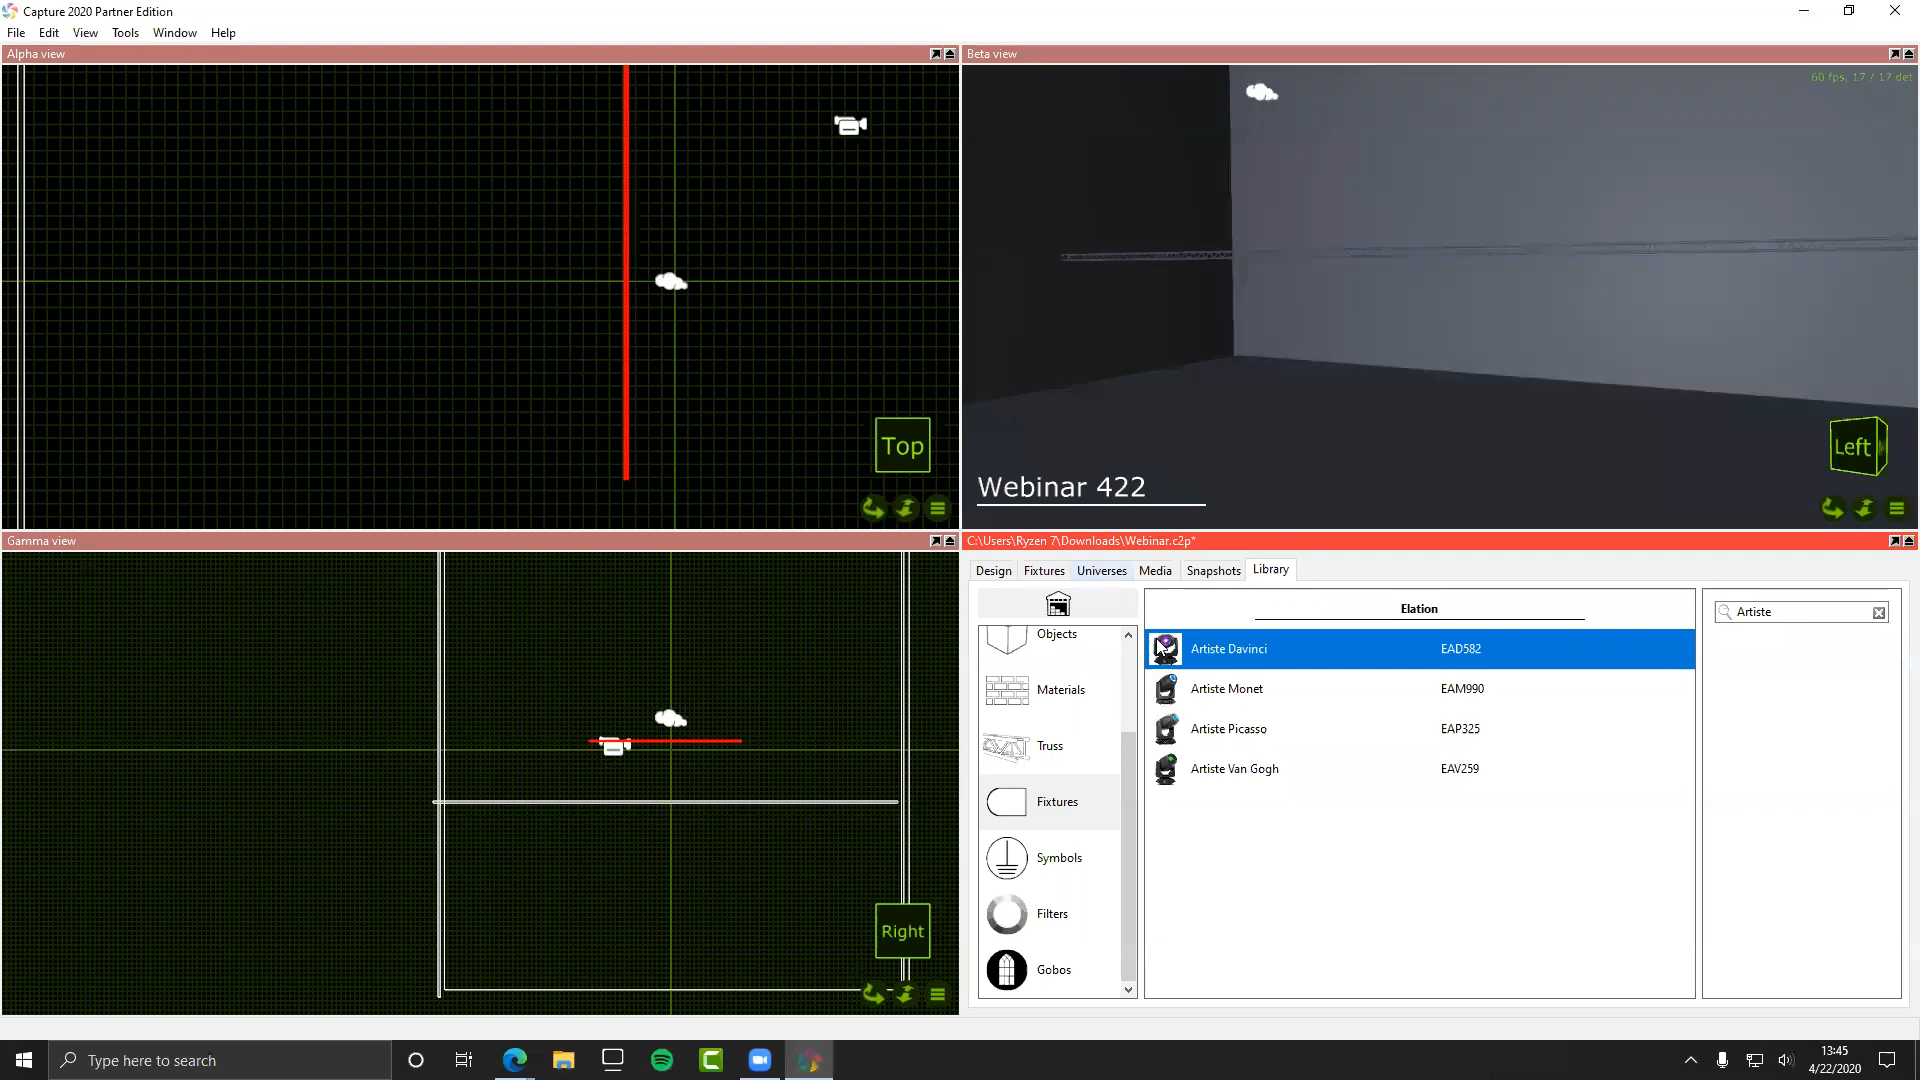 Capture 2020 Partner Edition
File Edit View Tools Window Help
Alpha view
Top
Beta view
60 fps, 17 / 17 det
Left
Webinar 422
Gamma view
Right
C:\Users\Ryzen 7\Downloads\Webinar.c2p*
Design Fixtures Universes Media Snapshots Library
Objects
Materials
Truss
Fixtures
Symbols
Filters
Gobos
Elation
Artiste Davinci EAD582
Artiste Monet EAM990
Artiste Picasso EAP325
Artiste Van Gogh EAV259
Artiste
Type here to search
13:45
4/22/2020